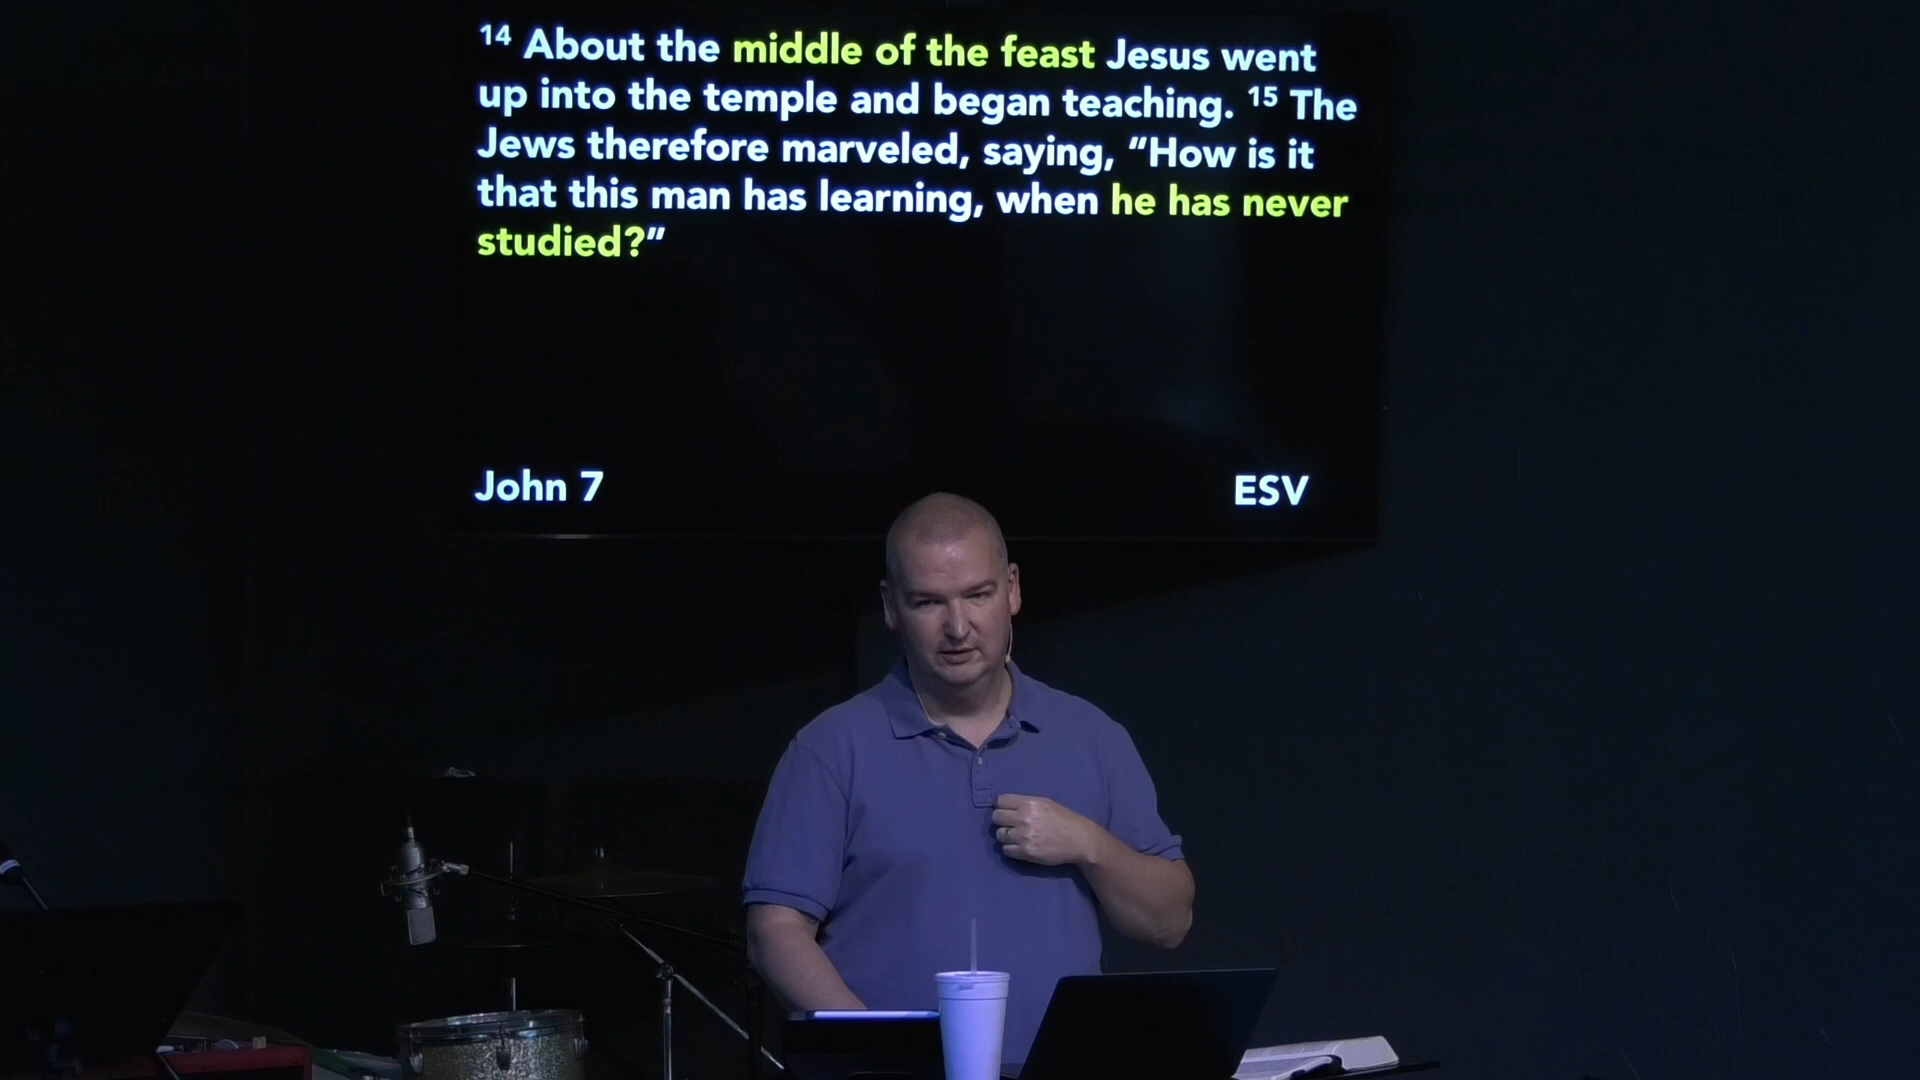 14 About the middle of the feast Jesus went
up into the temple and began teaching. 15 The
Jews therefore marveled, saying, “How is it
that this man has learning, when he has never
studied?”
John 7
ESV